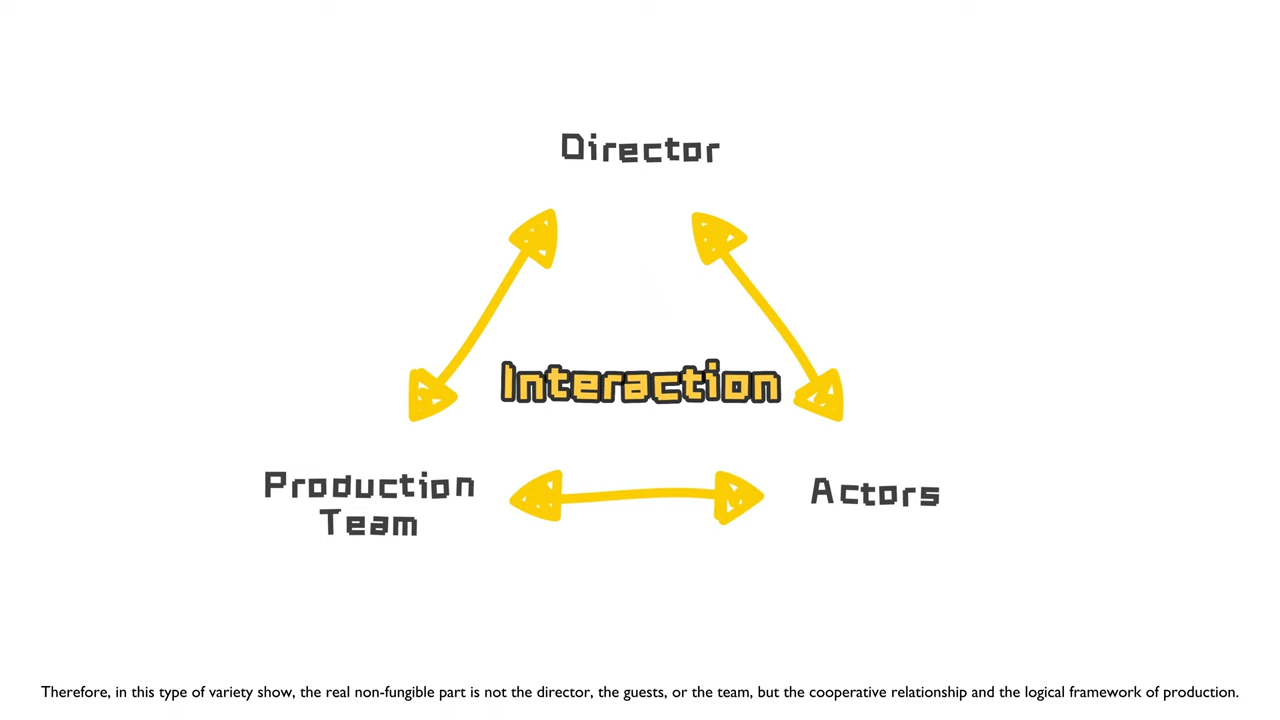 Director
Interaction
Production
Team
Actors
Therefore, in this type of variety show, the real non-fungible part is not the director, the guests, or the team, but the cooperative relationship and the logical framework of production.